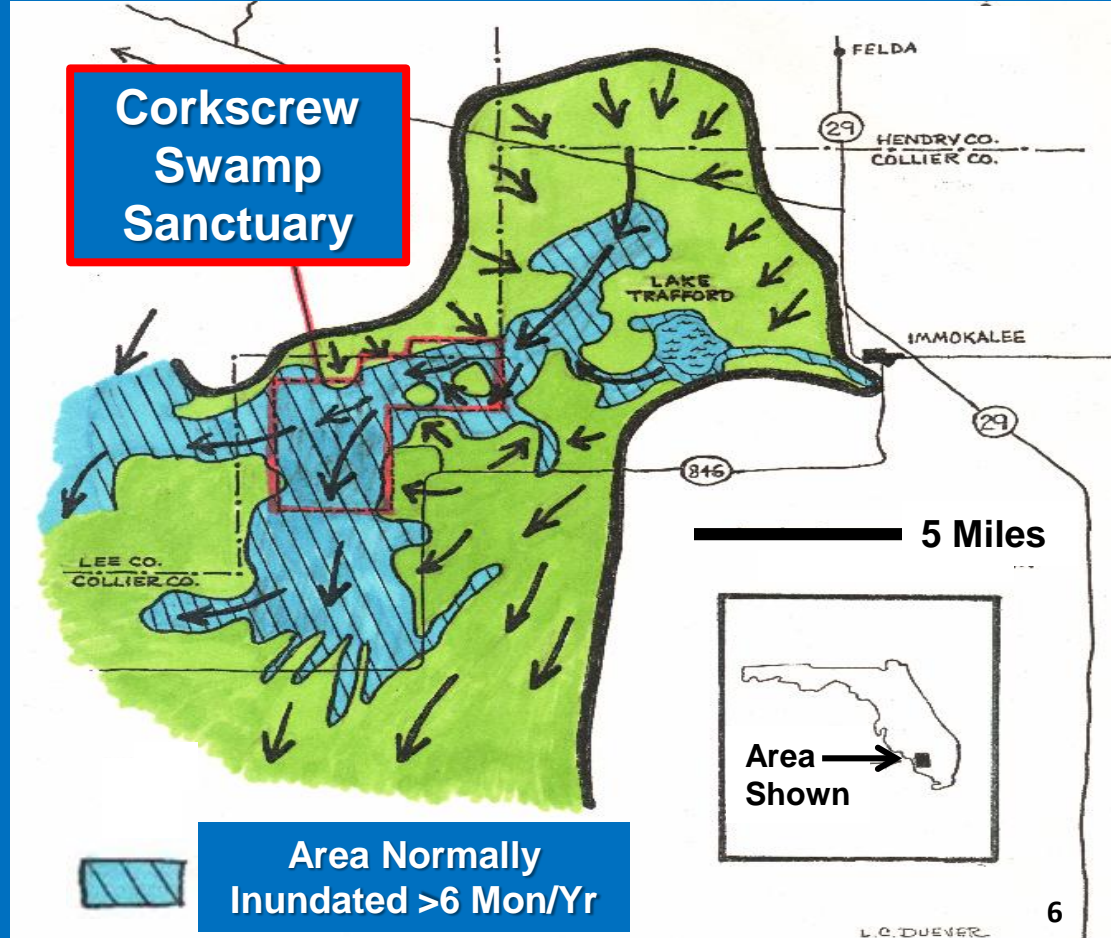 Corkscrew
Swamp
Sanctuary
FELDA
29
HENDRY CO.
COLLIER CO.
LAKE
TRAFFORD
IMMOKALEE
29
846
5 Miles
LEE CO.
COLLIER CO.
Area
Shown
Area Normally
Inundated >6 Mon/Yr
L.C. DUEVER
6